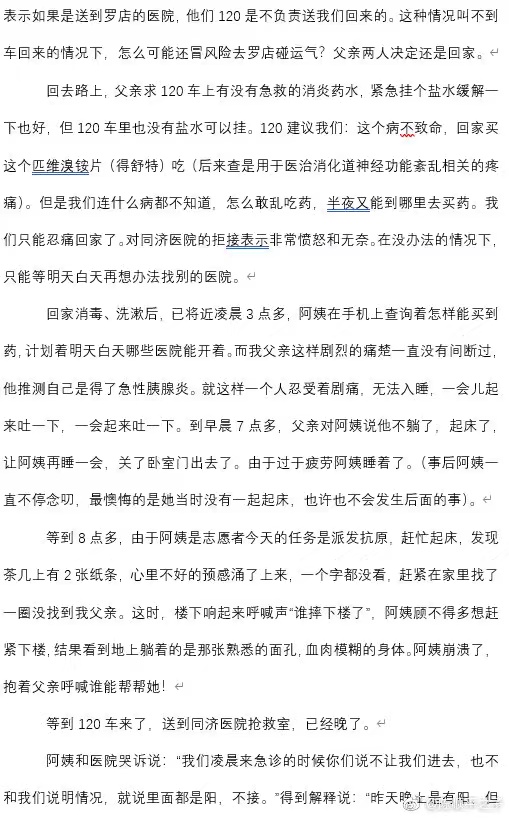 表示如果是送到罗店的医院，他们 120 是不负责送我们回来的。这种情况叫不到
车回来的情况下，怎么可能还冒风险去罗店碰运气？父亲两人决定还是回家。
回去路上，父亲求 120 车上有没有急救的消炎药水，紧急挂个盐水缓解一
下也好，但 120 车里也没有盐水可以挂。120 建议我们：这个病不致命，回家买
这个匹维溴铵片（得舒特）吃（后来查是用于医治消化道神经功能紊乱相关的疼
痛）。但是我们连什么病都不知道，怎么敢乱吃药，半夜又能到哪里去买药。我
们只能忍痛回家了。对同济医院的拒接表示非常愤怒和无奈。在没办法的情况下，
只能等明天白天再想办法找别的医院。
回家消毒、洗漱后，已将近凌晨 3 点多，阿姨在手机上查询着怎样能买到
药，计划着明天白天哪些医院能开着。而我父亲这样剧烈的痛楚一直没有间断过，
他推测自己是得了急性胰腺炎。就这样一个人忍受着剧痛，无法入睡，一会儿起
来吐一下，一会起来吐一下。到早晨 7 点多，父亲对阿姨说他不躺了，起床了，
让阿姨再睡一会，关了卧室门出去了。由于过于疲劳阿姨睡着了。（事后阿姨一
直不停念叨，最懊悔的是她当时没有一起起床，也许也不会发生后面的事）。
等到 8 点多，由于阿姨是志愿者今天的任务是派发抗原，赶忙起床，发现
茶几上有 2 张纸条，心里不好的预感涌了上来，一个字都没看，赶紧在家里找了
一圈没找到我父亲。这时，楼下响起来呼喊声“谁摔下楼了”，阿姨顾不得多想赶
紧下楼,结果看到地上躺着的是那张熟悉的面孔,血肉模糊的身体。阿姨崩溃了，
抱着父亲呼喊谁能帮帮她！
等到 120 车来了，送到同济医院抢救室，已经晚了。
阿姨和医院哭诉说：“我们凌晨来急诊的时候你们说不让我们进去，也不
和我们说明情况，就说里面都是阳，不接。”得到解释说：“昨天晚上是有阳，但